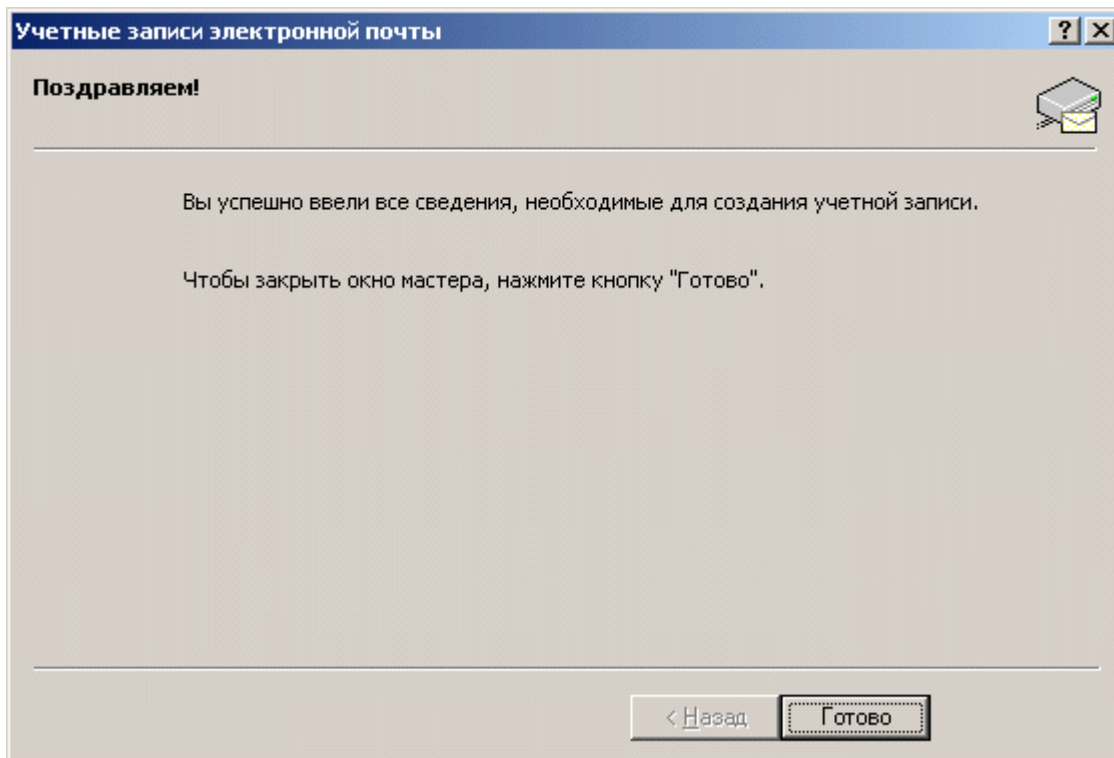 Учетные записи электронной почты
Поздравляем!
Вы успешно ввели все сведения, необходимые для создания учетной записи.
Чтобы закрыть окно мастера, нажмите кнопку "Готово".
< Назад
Готово